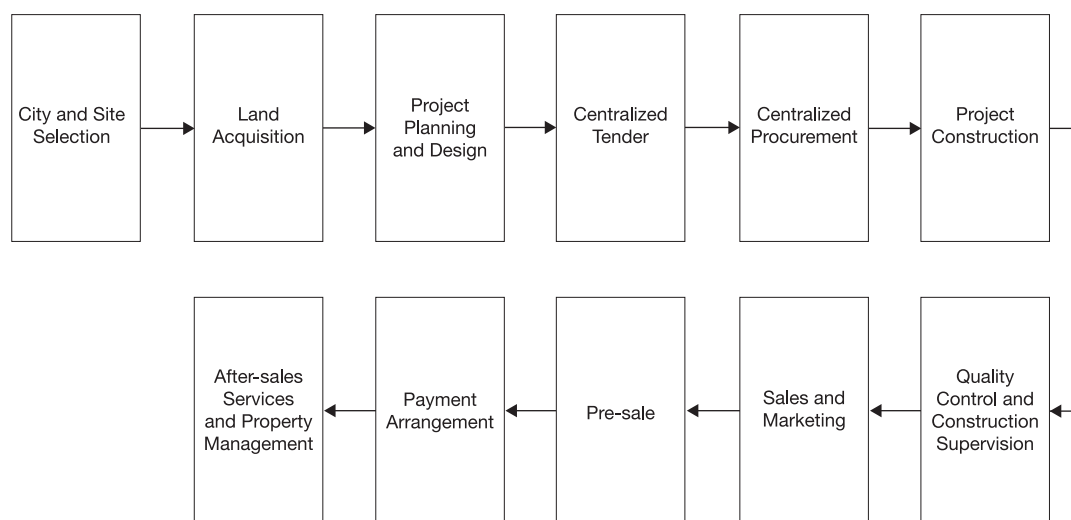 City and Site
Selection
Land
Acquisition
Project
Planning
and Design
Centralized
Tender
Centralized
Procurement
Project
Construction
Quality
Control and
Construction
Supervision
Sales and
Marketing
Pre-sale
Payment
Arrangement
After-sales
Services
and Property
Management